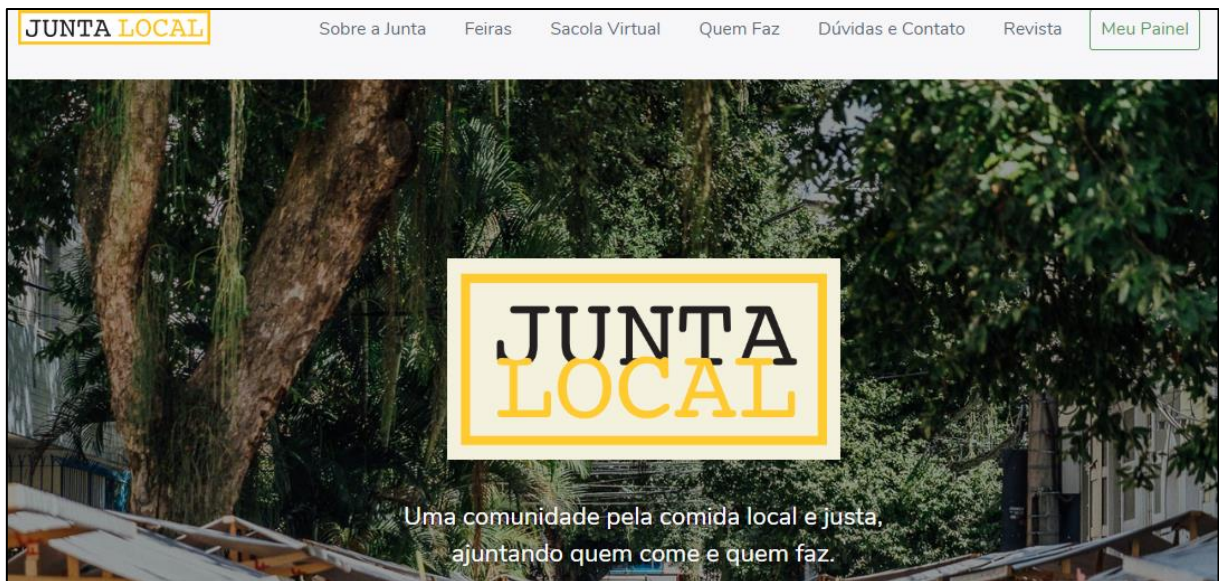 JUNTA LOCAL Sobre a Junta Feiras Sacola Virtual Quem Faz Dúvidas e Contato Revista Meu Painel
JUNTA
LOCAL
Uma comunidade pela comida local e justa,
ajuntando quem come e quem faz.